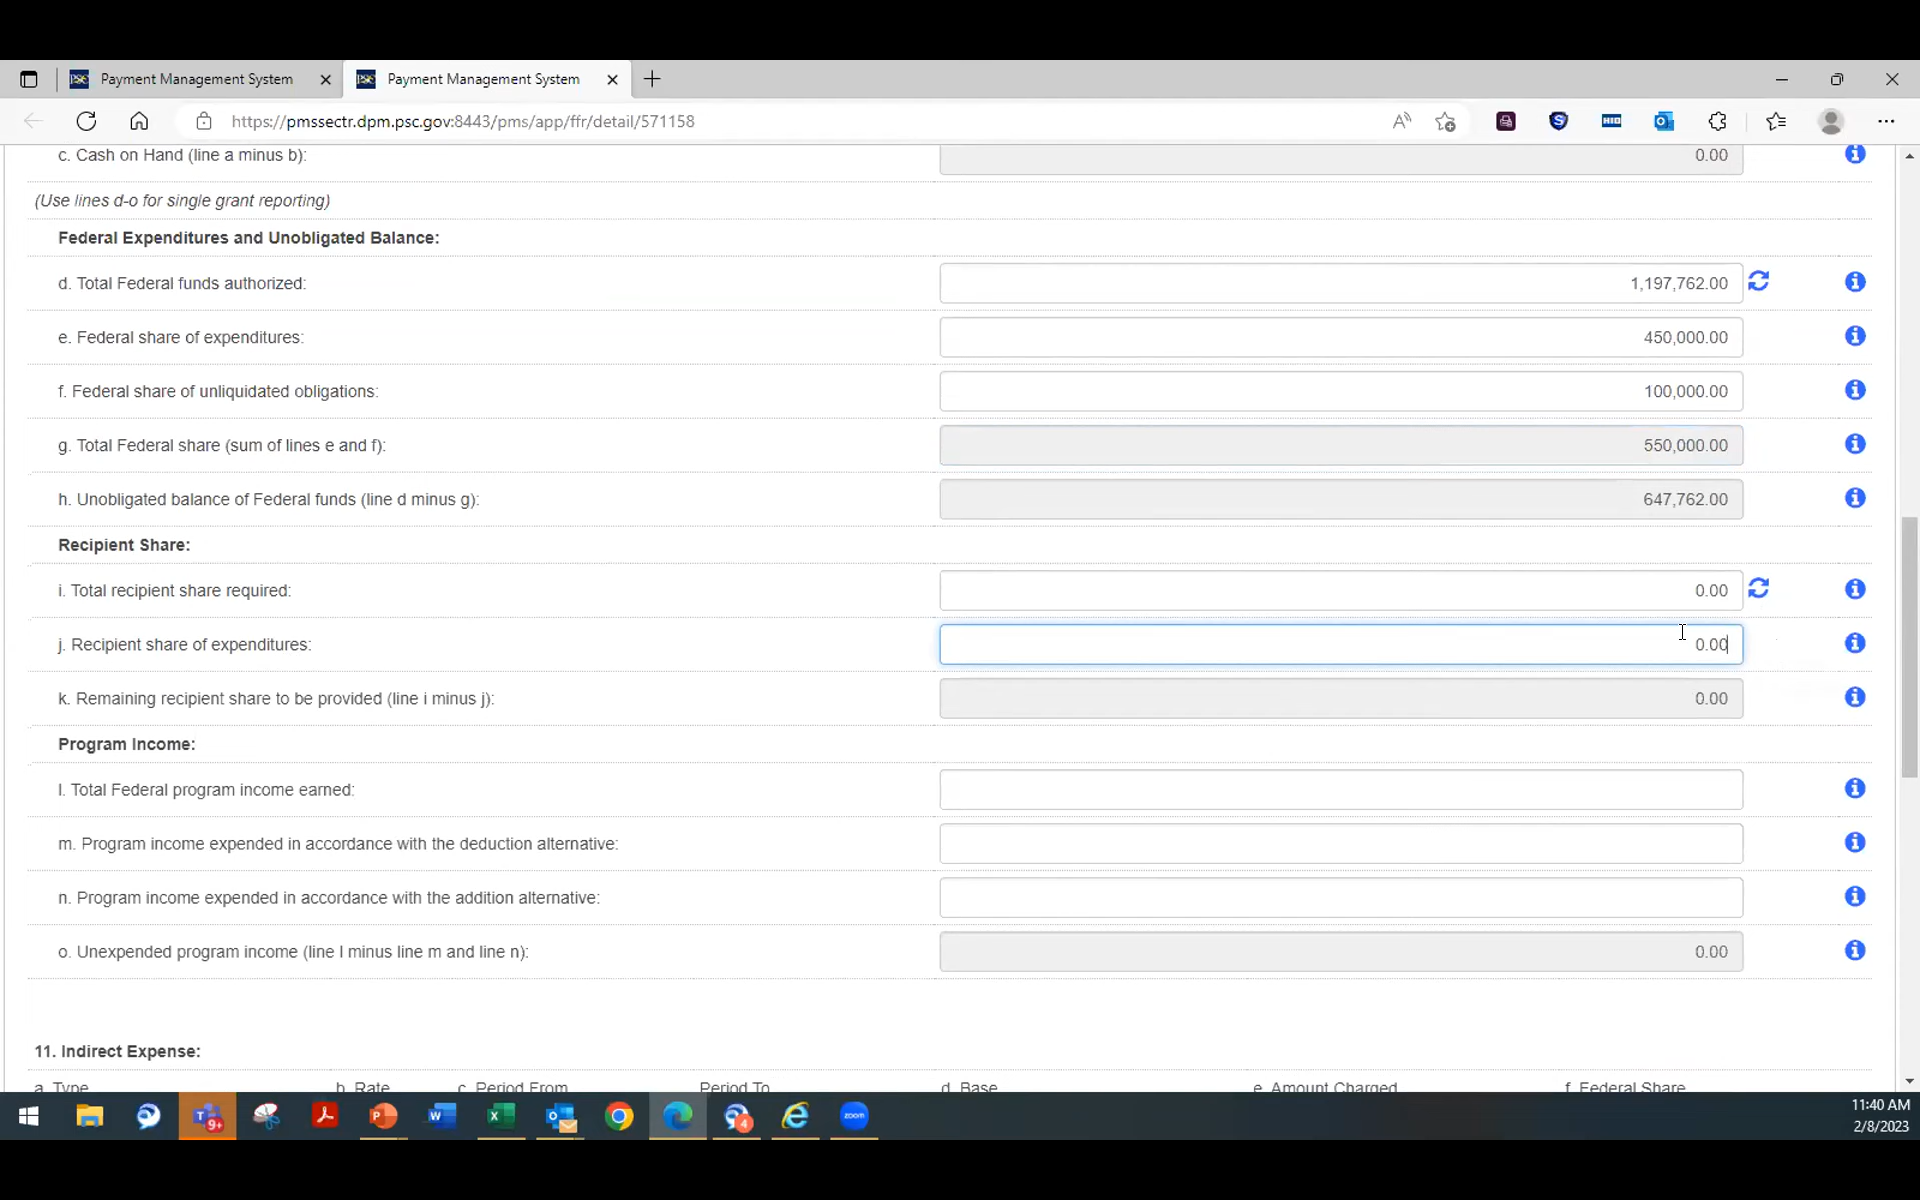 Payment Management System
Payment Management System
https://pmssectr.dpm.psc.gov:8443/pms/app/ffr/detail/571158
c. Cash on Hand (line a minus b): 0.00
(Use lines d-o for single grant reporting)
Federal Expenditures and Unobligated Balance:
d. Total Federal funds authorized: 1,197,762.00
e. Federal share of expenditures: 450,000.00
f. Federal share of unliquidated obligations: 100,000.00
g. Total Federal share (sum of lines e and f): 550,000.00
h. Unobligated balance of Federal funds (line d minus g): 647,762.00
Recipient Share:
i. Total recipient share required: 0.00
j. Recipient share of expenditures: 0.00
k. Remaining recipient share to be provided (line i minus j): 0.00
Program Income:
l. Total Federal program income earned:
m. Program income expended in accordance with the deduction alternative:
n. Program income expended in accordance with the addition alternative:
o. Unexpended program income (line l minus line m and line n): 0.00
11. Indirect Expense:
a. Type b. Rate c. Period From Period To d. Base e. Amount Charged f. Federal Share
11:40 AM
2/8/2023